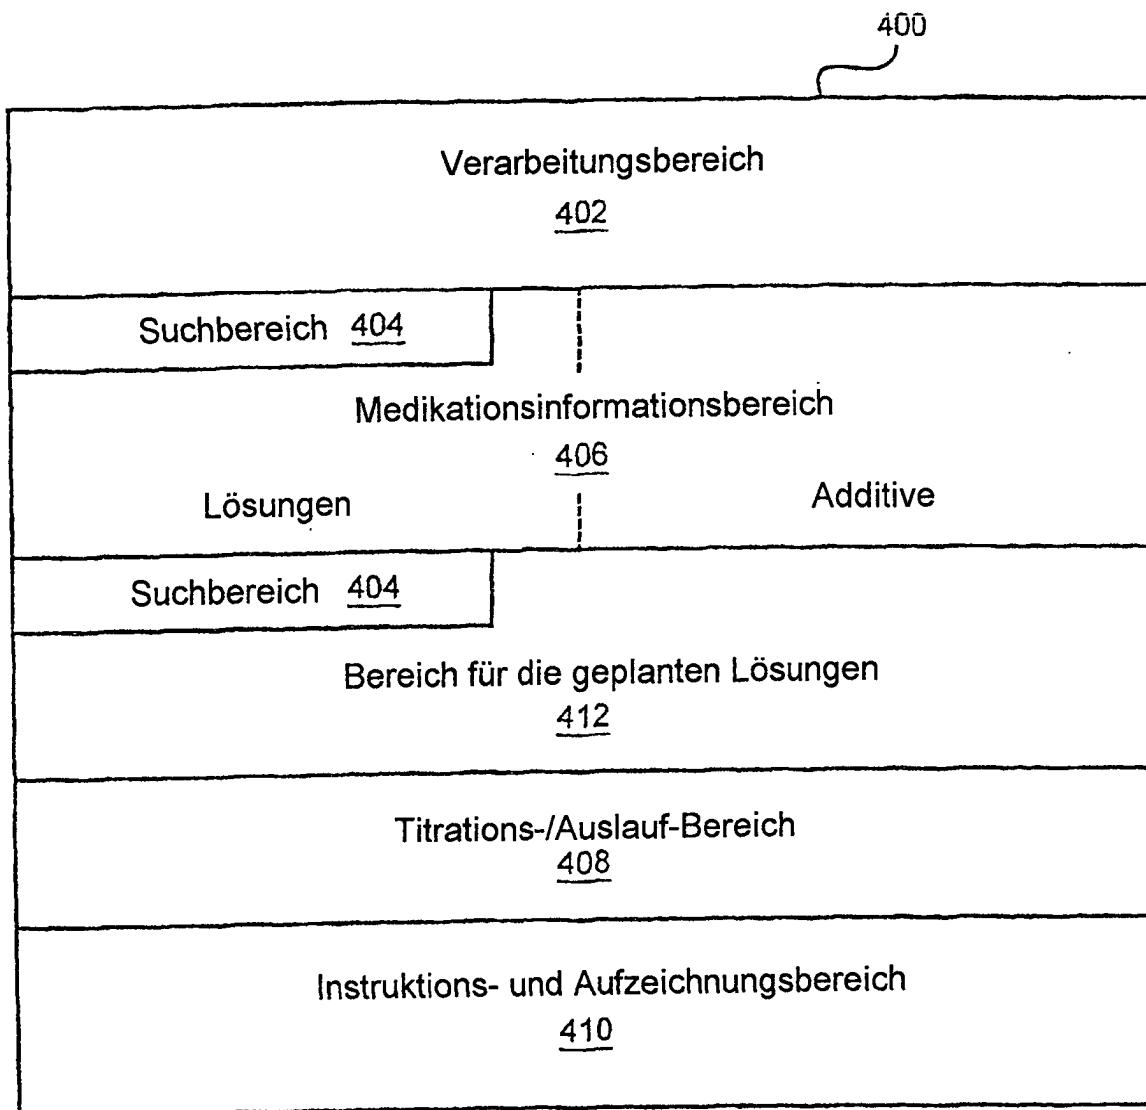 400
Verarbeitungsbereich
402
Suchbereich 404
Medikationsinformationsbereich
406
Lösungen Additive
Suchbereich 404
Bereich für die geplanten Lösungen
412
Titrations-/Auslauf-Bereich
408
Instruktions- und Aufzeichnungsbereich
410